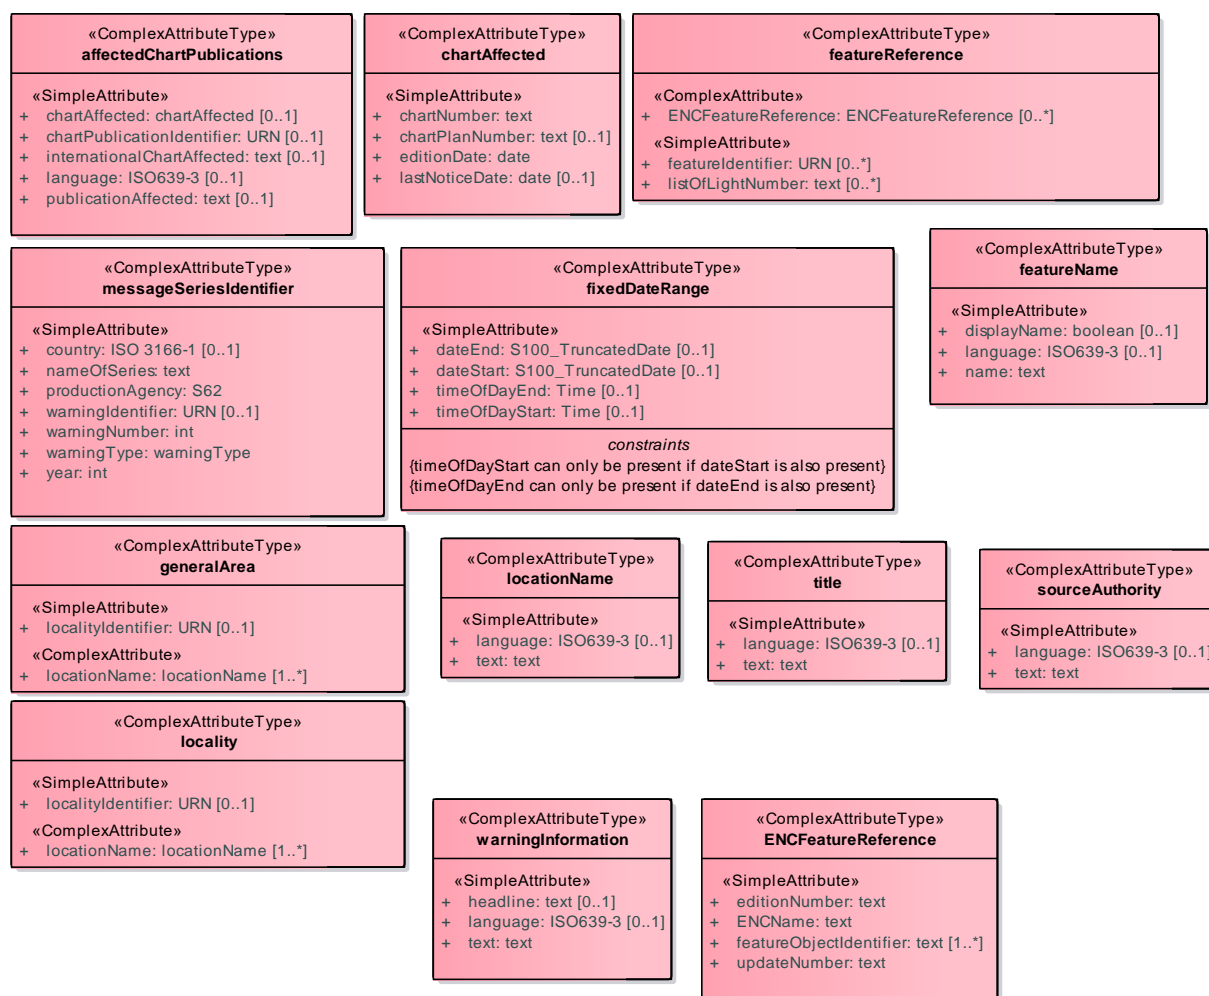 «ComplexAttributeType»
affectedChartPublications
«SimpleAttribute»
+ chartAffected: chartAffected [0..1]
+ chartPublicationIdentifier: URN [0..1]
+ internationalChartAffected: text [0..1]
+ language: ISO639-3 [0..1]
+ publicationAffected: text [0..1]
«ComplexAttributeType»
chartAffected
«SimpleAttribute»
+ chartNumber: text
+ chartPlanNumber: text [0..1]
+ editionDate: date
+ lastNoticeDate: date [0..1]
«ComplexAttributeType»
featureReference
«ComplexAttribute»
+ ENCFeatureReference: ENCFeatureReference [0..*]
«SimpleAttribute»
+ featureIdentifier: URN [0..*]
+ listOfLightNumber: text [0..*]
«ComplexAttributeType»
messageSeriesIdentifier
«SimpleAttribute»
+ country: ISO 3166-1 [0..1]
+ nameOfSeries: text
+ productionAgency: S62
+ warningIdentifier: URN [0..1]
+ warningNumber: int
+ warningType: warningType
+ year: int
«ComplexAttributeType»
fixedDateRange
«SimpleAttribute»
+ dateEnd: S100_TruncatedDate [0..1]
+ dateStart: S100_TruncatedDate [0..1]
+ timeOfDayEnd: Time [0..1]
+ timeOfDayStart: Time [0..1]
constraints
{timeOfDayStart can only be present if dateStart is also present}
{timeOfDayEnd can only be present if dateEnd is also present}
«ComplexAttributeType»
featureName
«SimpleAttribute»
+ displayName: boolean [0..1]
+ language: ISO639-3 [0..1]
+ name: text
«ComplexAttributeType»
generalArea
«SimpleAttribute»
+ localityIdentifier: URN [0..1]
«ComplexAttribute»
+ locationName: locationName [1..*]
«ComplexAttributeType»
locationName
«SimpleAttribute»
+ language: ISO639-3 [0..1]
+ text: text
«ComplexAttributeType»
title
«SimpleAttribute»
+ language: ISO639-3 [0..1]
+ text: text
«ComplexAttributeType»
sourceAuthority
«SimpleAttribute»
+ language: ISO639-3 [0..1]
+ text: text
«ComplexAttributeType»
locality
«SimpleAttribute»
+ localityIdentifier: URN [0..1]
«ComplexAttribute»
+ locationName: locationName [1..*]
«ComplexAttributeType»
warningInformation
«SimpleAttribute»
+ headline: text [0..1]
+ language: ISO639-3 [0..1]
+ text: text
«ComplexAttributeType»
ENCFeatureReference
«SimpleAttribute»
+ editionNumber: text
+ ENCName: text
+ featureObjectIdentifier: text [1..*]
+ updateNumber: text